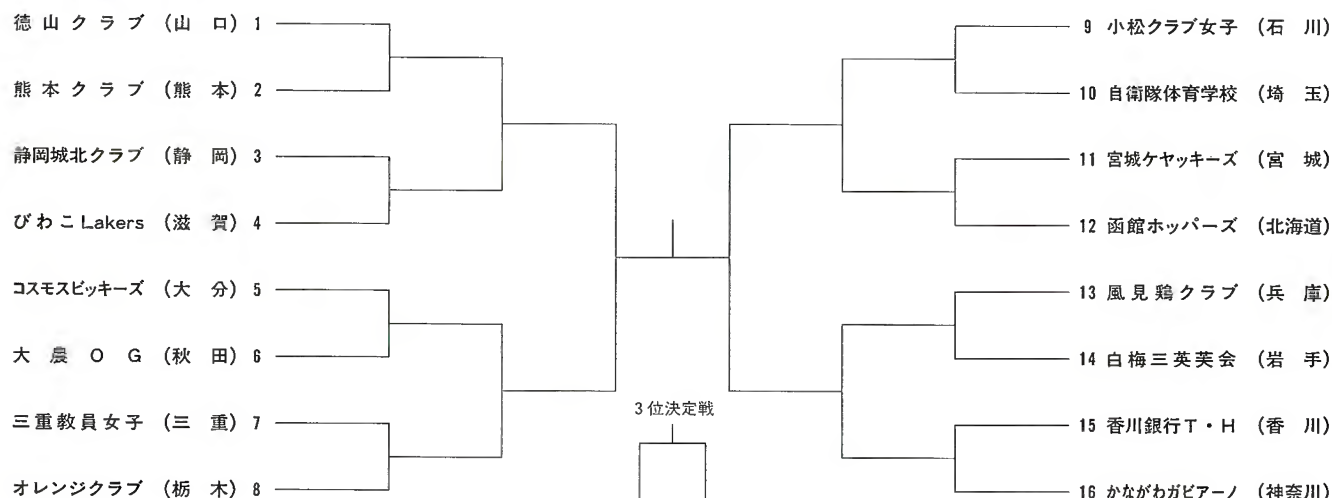 徳山クラブ (山口) 1
熊本クラブ (熊本) 2
静岡城北クラブ (静岡) 3
びわこLakers (滋賀) 4
コスモスビッキーズ (大分) 5
大農OG (秋田) 6
三重教員女子 (三重) 7
オレンジクラブ (栃木) 8
3位決定戦
9 小松クラブ女子 (石川)
10 自衛隊体育学校 (埼玉)
11 宮城ケヤッキーズ (宮城)
12 函館ホッパーズ (北海道)
13 風見鶏クラブ (兵庫)
14 白梅三英芙会 (岩手)
15 香川銀行T・H (香川)
16 かながわガビアーノ (神奈川)